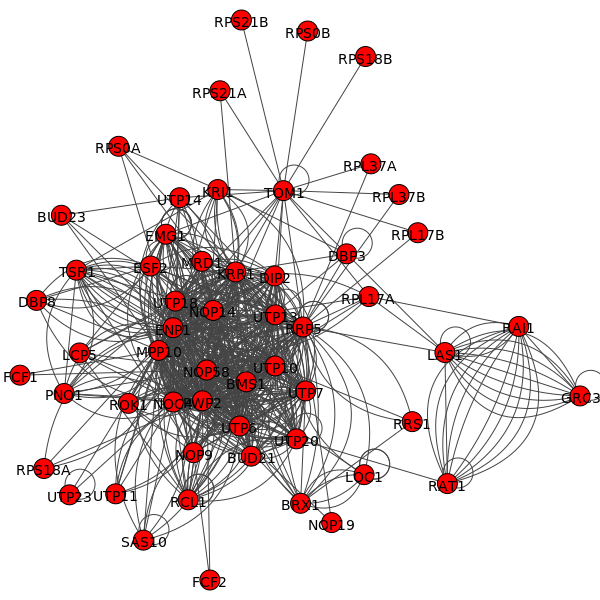 RPS21B
RPS0B
RPS18B
RPS21A
RPS0A
RPL37A
UTP14
KRI1
TOM1
RPL37B
BUD23
EMG1
RPL17B
DBP3
TSR1
ESF2
MRD1
KRR1
DIP2
DBP8
UTP18
NOP14
UTP13
RPL17A
ENP1
RRP5
RAI1
LCP5
MPP10
LAS1
FCF1
NOP58
UTP10
BMS1
PNO1
ROK1
NOC4
PWP2
UTP7
GRC3
RRS1
UTP6
UTP20
RPS18A
NOP9
BUD21
LOC1
RAT1
UTP23
UTP11
RCL1
BRX1
NOP19
SAS10
FCF2